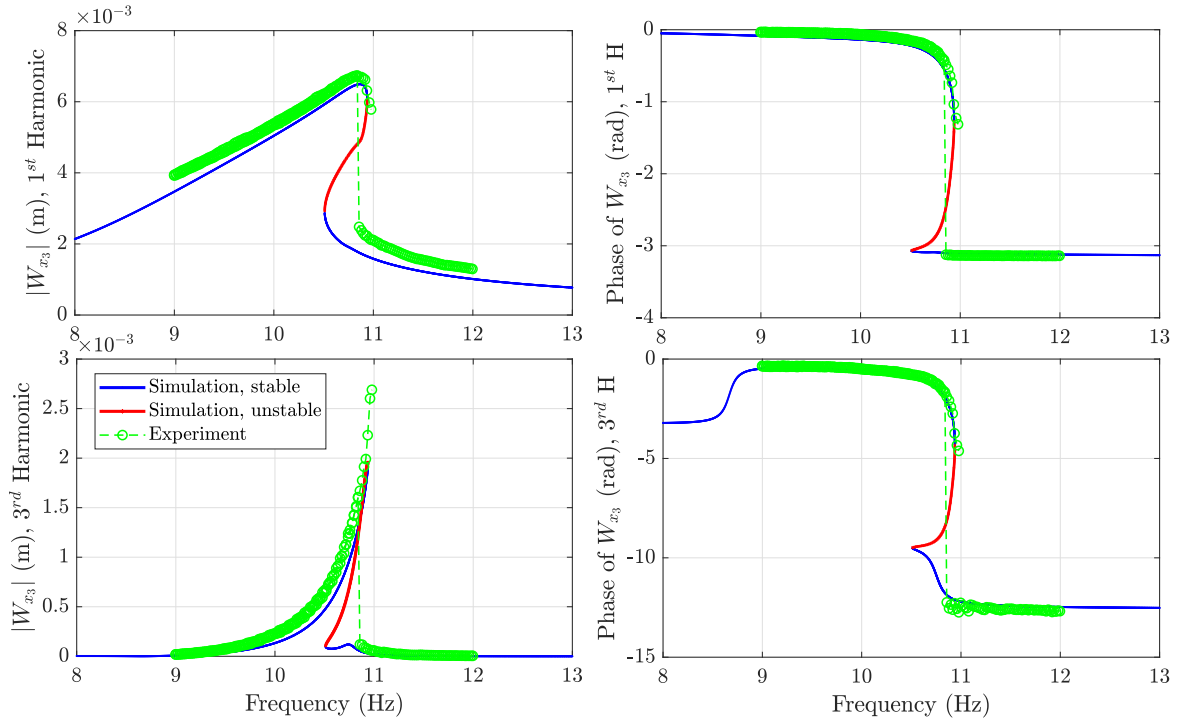 ×10⁻³
8
6
4
2
0
8 9 10 11 12 13
|W_{x_3}| (m), 1^{st} Harmonic
0
-1
-2
-3
-4
8 9 10 11 12 13
Phase of W_{x_3} (rad), 1^{st} H
×10⁻³
3
2.5
2
1.5
1
0.5
0
8 9 10 11 12 13
Frequency (Hz)
|W_{x_3}| (m), 3^{rd} Harmonic
Simulation, stable
Simulation, unstable
Experiment
0
-5
-10
-15
8 9 10 11 12 13
Frequency (Hz)
Phase of W_{x_3} (rad), 3^{rd} H